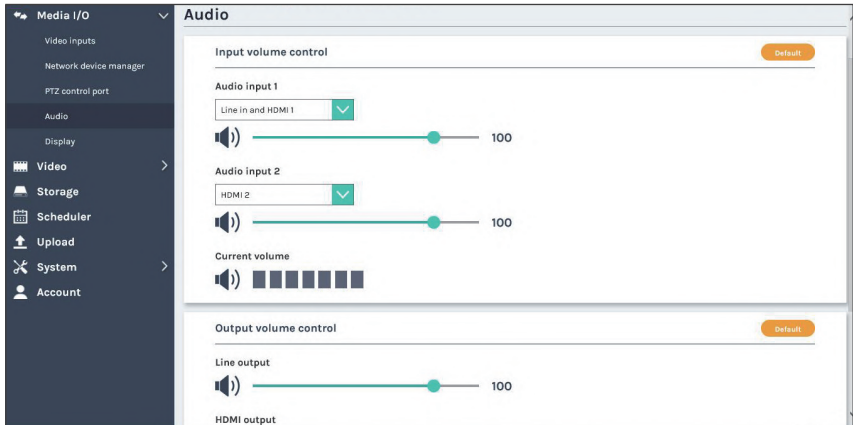 Media I/O
Video inputs
Network device manager
PTZ control port
Audio
Display
Video
Storage
Scheduler
Upload
System
Account
Audio
Input volume control
Default
Audio input 1
Line in and HDMI 1
100
Audio input 2
HDMI 2
100
Current volume
Output volume control
Default
Line output
100
HDMI output